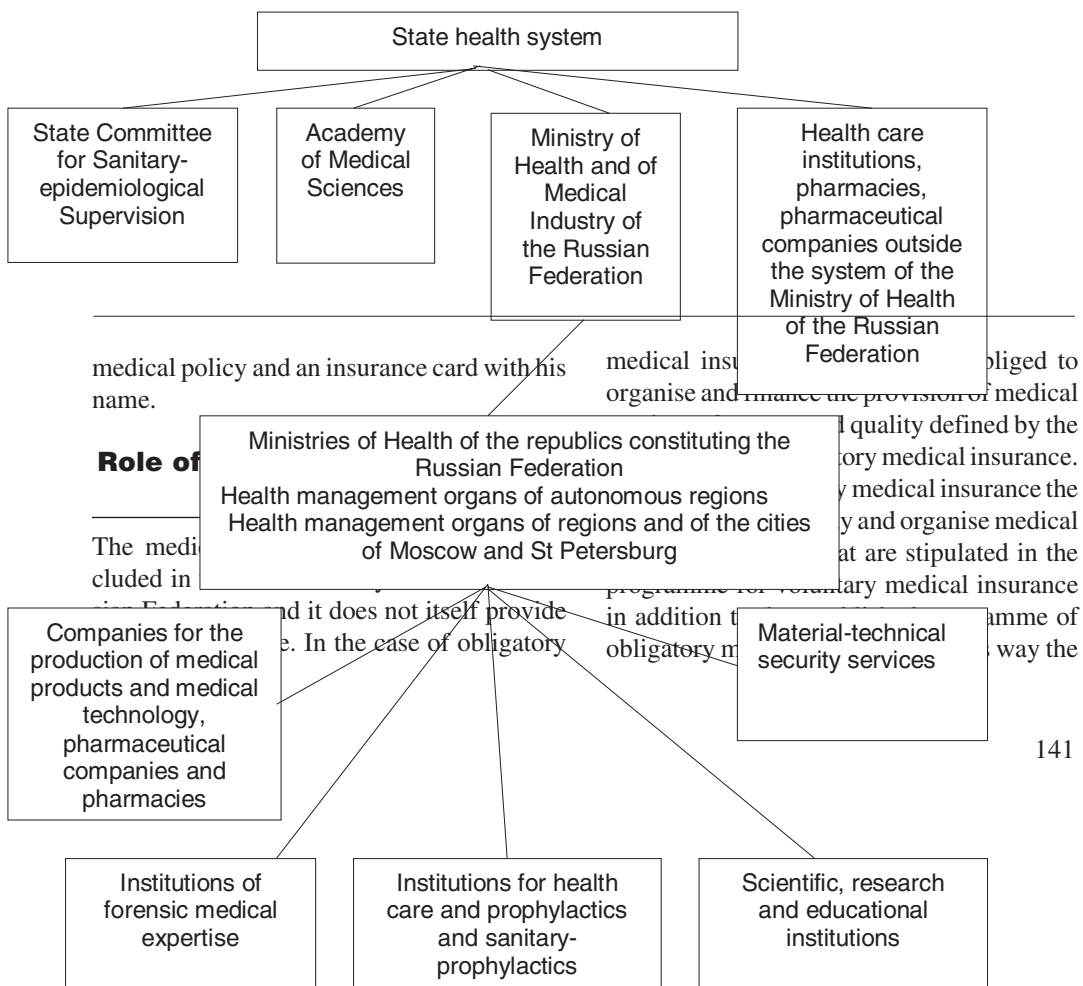 State health system
State Committee
for Sanitary-
epidemiological
Supervision
Academy
of Medical
Sciences
Ministry of
Health and of
Medical
Industry of
the Russian
Federation
Health care
institutions,
pharmacies,
pharmaceutical
companies outside
the system of the
Ministry of Health
of the Russian
Federation
medical policy and an insurance card with his
name.
Role of
The
cluded in
Federation and it does not itself provide
In the case of obligatory
medical bliged to
organise and finance the provision of medical
quality defined by the
medical insurance.
medical insurance the
and organise medical
at are stipulated in the
programme for voluntary medical insurance
in addition amme of
obligatory way the
Ministries of Health of the republics constituting the
Russian Federation
Health management organs of autonomous regions
Health management organs of regions and of the cities
of Moscow and St Petersburg
Companies for the
production of medical
products and medical
technology,
pharmaceutical
companies and
pharmacies
Material-technical
security services
141
Institutions of
forensic medical
expertise
Institutions for health
care and prophylactics
and sanitary-
prophylactics
Scientific, research
and educational
institutions